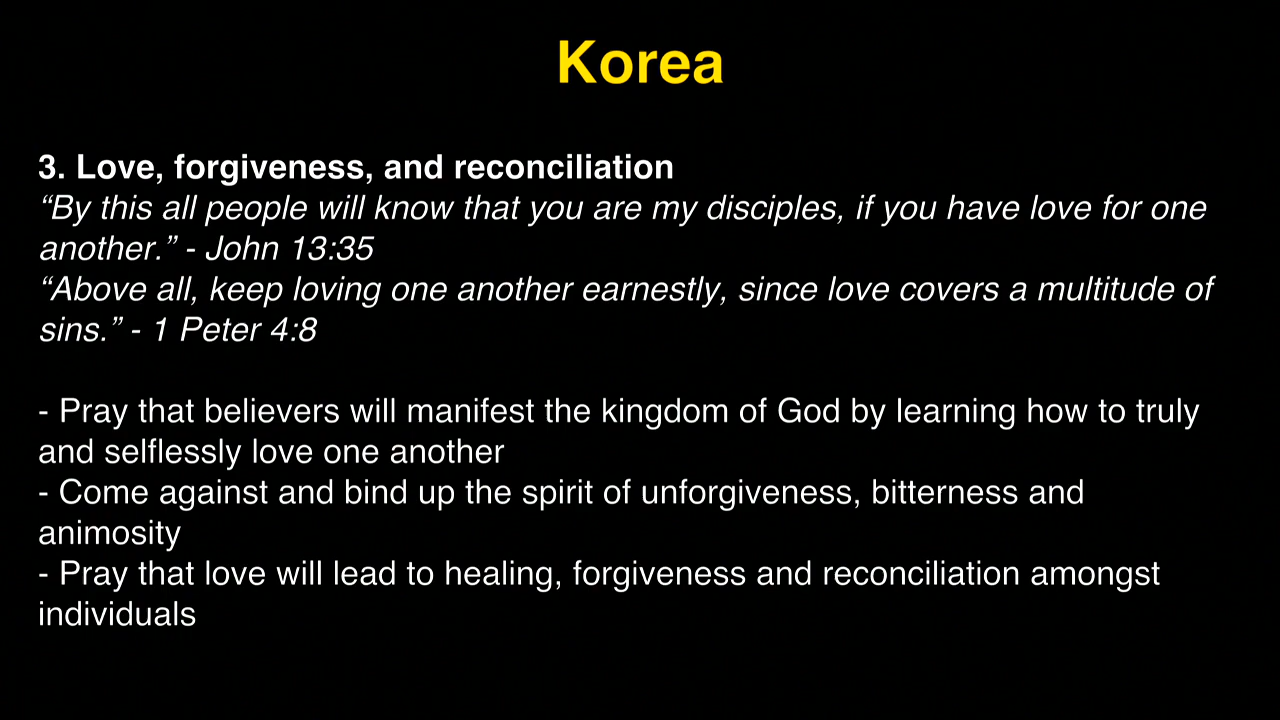 Korea
3. Love, forgiveness, and reconciliation
“By this all people will know that you are my disciples, if you have love for one
another.” - John 13:35
“Above all, keep loving one another earnestly, since love covers a multitude of
sins.” - 1 Peter 4:8
- Pray that believers will manifest the kingdom of God by learning how to truly
and selflessly love one another
- Come against and bind up the spirit of unforgiveness, bitterness and
animosity
- Pray that love will lead to healing, forgiveness and reconciliation amongst
individuals